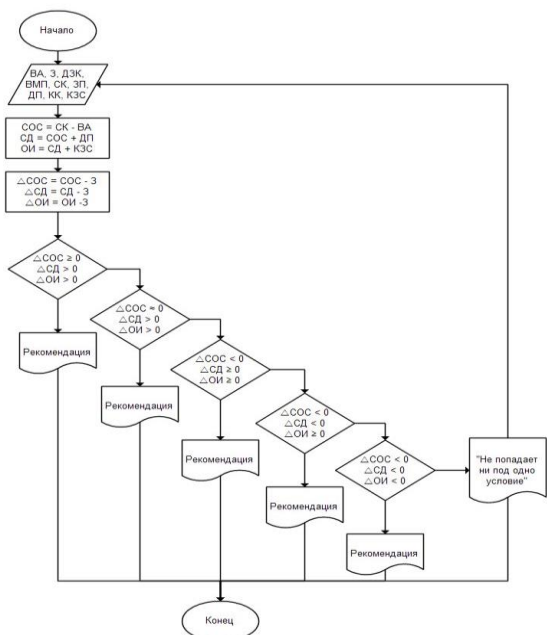 Начало
ВА, З, ДЗК,
ВМП, СК, ЗП,
ДП, КК, КЗС
СОС = СК - ВА
СД = СОС + ДП
ОИ = СД + КЗС
△СОС = СОС - З
△СД = СД - З
△ОИ = ОИ -З
△СОС ≥ 0
△СД > 0
△ОИ > 0
Рекомендация
△СОС ≈ 0
△СД > 0
△ОИ > 0
Рекомендация
△СОС < 0
△СД ≥ 0
△ОИ ≥ 0
Рекомендация
△СОС < 0
△СД < 0
△ОИ ≥ 0
Рекомендация
△СОС < 0
△СД < 0
△ОИ < 0
Рекомендация
"Не попадает
ни под одно
условие"
Конец